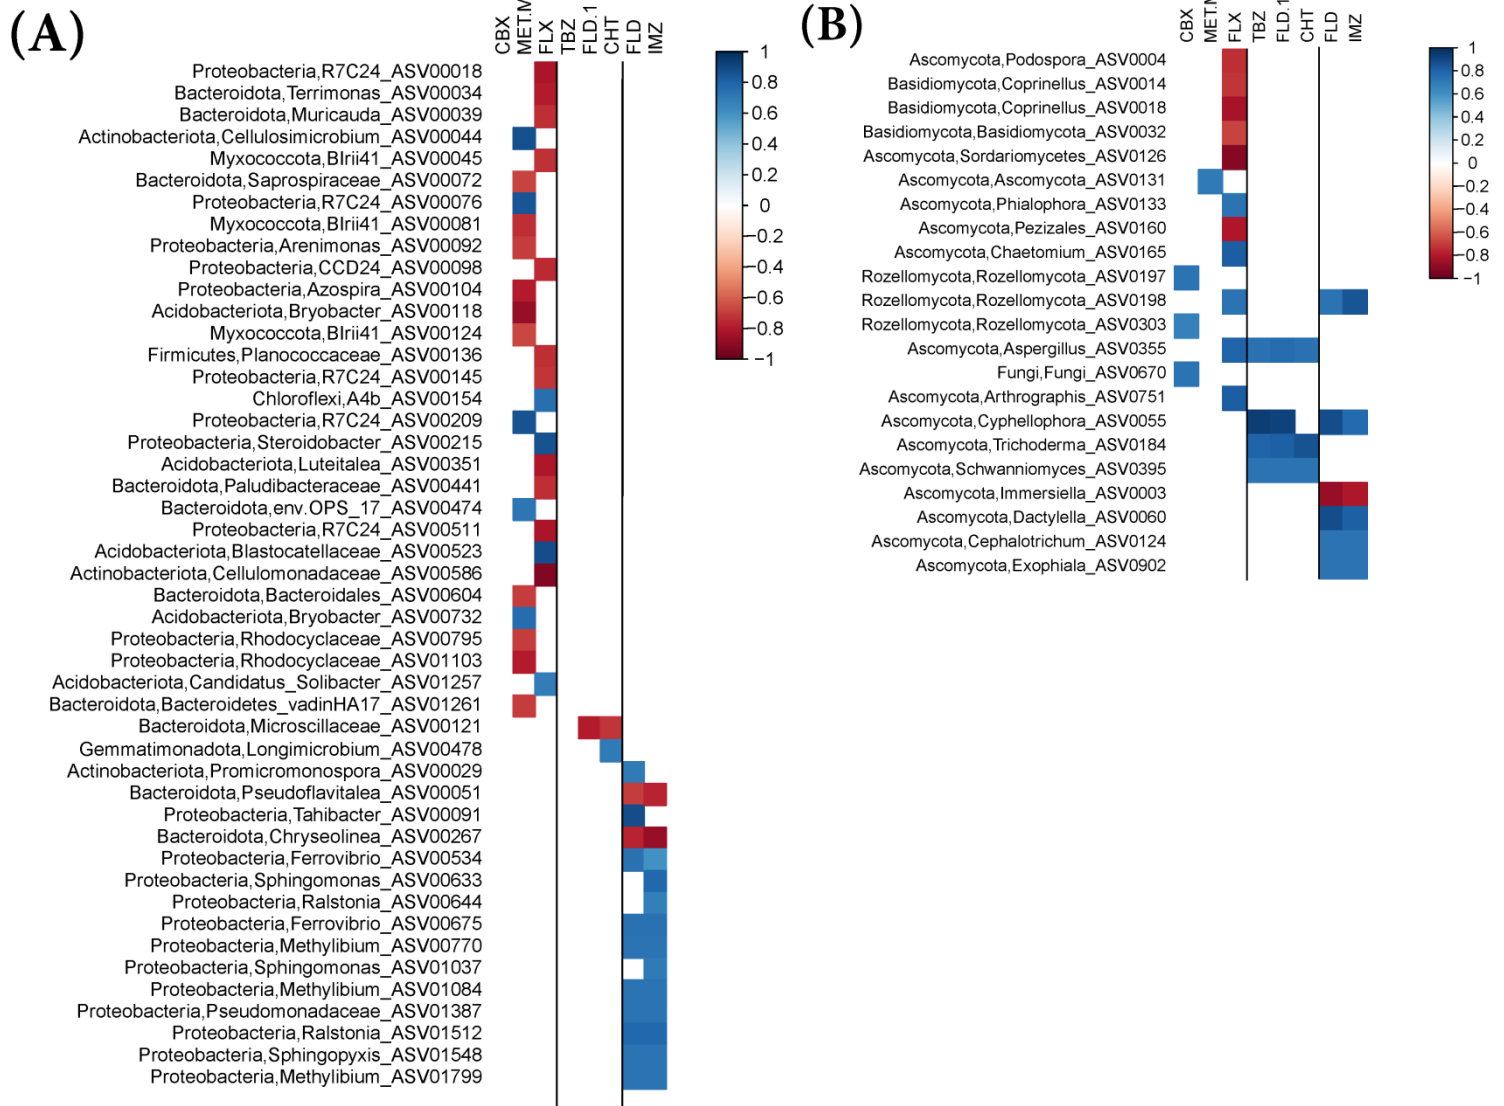 (A)
CBX
MET.M
FLX
TBZ
FLD.1
CHT
FLD
IMZ
Proteobacteria,R7C24_ASV00018
Bacteroidota,Terrimonas_ASV00034
Bacteroidota,Muricauda_ASV00039
Actinobacteriota,Cellulosimicrobium_ASV00044
Myxococcota,BIrii41_ASV00045
Bacteroidota,Saprospiraceae_ASV00072
Proteobacteria,R7C24_ASV00076
Myxococcota,BIrii41_ASV00081
Proteobacteria,Arenimonas_ASV00092
Proteobacteria,CCD24_ASV00098
Proteobacteria,Azospira_ASV00104
Acidobacteriota,Bryobacter_ASV00118
Myxococcota,BIrii41_ASV00124
Firmicutes,Planococcaceae_ASV00136
Proteobacteria,R7C24_ASV00145
Chloroflexi,A4b_ASV00154
Proteobacteria,R7C24_ASV00209
Proteobacteria,Steroidobacter_ASV00215
Acidobacteriota,Luteitalea_ASV00351
Bacteroidota,Paludibacteraceae_ASV00441
Bacteroidota,env.OPS_17_ASV00474
Proteobacteria,R7C24_ASV00511
Acidobacteriota,Blastocatellaceae_ASV00523
Actinobacteriota,Cellulomonadaceae_ASV00586
Bacteroidota,Bacteroidales_ASV00604
Acidobacteriota,Bryobacter_ASV00732
Proteobacteria,Rhodocyclaceae_ASV00795
Proteobacteria,Rhodocyclaceae_ASV01103
Acidobacteriota,Candidatus_Solibacter_ASV01257
Bacteroidota,Bacteroidetes_vadinHA17_ASV01261
Bacteroidota,Microscillaceae_ASV00121
Gemmatimonadota,Longimicrobium_ASV00478
Actinobacteriota,Promicromonospora_ASV00029
Bacteroidota,Pseudoflavitalea_ASV00051
Proteobacteria,Tahibacter_ASV00091
Bacteroidota,Chryseolinea_ASV00267
Proteobacteria,Ferrovibrio_ASV00534
Proteobacteria,Sphingomonas_ASV00633
Proteobacteria,Ralstonia_ASV00644
Proteobacteria,Ferrovibrio_ASV00675
Proteobacteria,Methylibium_ASV00770
Proteobacteria,Sphingomonas_ASV01037
Proteobacteria,Methylibium_ASV01084
Proteobacteria,Pseudomonadaceae_ASV01387
Proteobacteria,Ralstonia_ASV01512
Proteobacteria,Sphingopyxis_ASV01548
Proteobacteria,Methylibium_ASV01799
1
0.8
0.6
0.4
0.2
0
−0.2
−0.4
−0.6
−0.8
−1
(B)
CBX
MET.M
FLX
TBZ
FLD.1
CHT
FLD
IMZ
Ascomycota,Podospora_ASV0004
Basidiomycota,Coprinellus_ASV0014
Basidiomycota,Coprinellus_ASV0018
Basidiomycota,Basidiomycota_ASV0032
Ascomycota,Sordariomycetes_ASV0126
Ascomycota,Ascomycota_ASV0131
Ascomycota,Phialophora_ASV0133
Ascomycota,Pezizales_ASV0160
Ascomycota,Chaetomium_ASV0165
Rozellomycota,Rozellomycota_ASV0197
Rozellomycota,Rozellomycota_ASV0198
Rozellomycota,Rozellomycota_ASV0303
Ascomycota,Aspergillus_ASV0355
Fungi,Fungi_ASV0670
Ascomycota,Arthrographis_ASV0751
Ascomycota,Cyphellophora_ASV0055
Ascomycota,Trichoderma_ASV0184
Ascomycota,Schwanniomyces_ASV0395
Ascomycota,Immersiella_ASV0003
Ascomycota,Dactylella_ASV0060
Ascomycota,Cephalotrichum_ASV0124
Ascomycota,Exophiala_ASV0902
1
0.8
0.6
0.4
0.2
0
−0.2
−0.4
−0.6
−0.8
−1